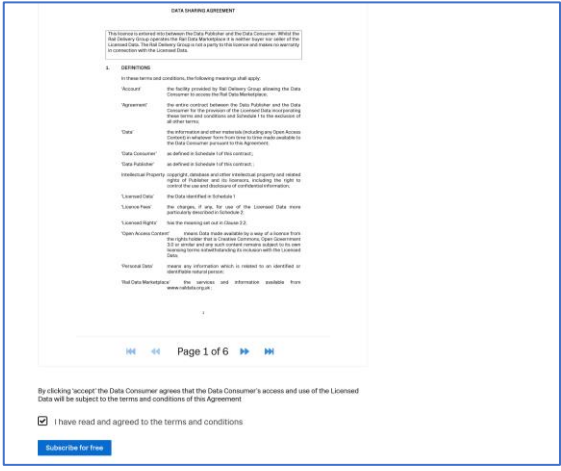 DATA SHARING AGREEMENT
This licence is entered into between the Data Publisher and the Data Consumer. Whilst the
Rail Delivery Group operates the Rail Data Marketplace it is neither buyer nor seller of the
Licensed Data. The Rail Delivery Group is not a party to this licence and makes no warranty
in connection with the Licensed Data.
1. DEFINITIONS
In these terms and conditions, the following meanings shall apply:
'Account' the facility provided by Rail Delivery Group allowing the Data
Consumer to access the Rail Data Marketplace.
'Agreement' the entire contract between the Data Publisher and the Data
Consumer for the provision of the Licensed Data incorporating
these terms and conditions and Schedule 1 to the exclusion of
all other terms;
'Data' the information and other materials (including any Open Access
Content) in whatever form from time to time made available to
the Data Consumer pursuant to this Agreement;
'Data Consumer' as defined in Schedule 1 of this contract;
'Data Publisher' as defined in Schedule 1 of this contract;
Intellectual Property copyright, database and other intellectual property and related
rights of Publisher and its licensors, including the right to
control the use and disclosure of confidential information.
'Licensed Data' the Data identified in Schedule 1
'Licence Fees' the charges, if any, for use of the Licensed Data more
particularly described in Schedule 2
'Licensed Rights' has the meaning set out in Clause 2.2.
'Open Access Content' means Data made available by a way of a licence from
the rights holder that is Creative Commons, Open Government
3.0 or similar and any such content remains subject to its own
licensing terms notwithstanding its inclusion with the Licensed
Data.
'Personal Data' means any information which is related to an identified or
identifiable natural person;
'Rail Data Marketplace' the services and information available from
www.raildata.org.uk;
1
Page 1 of 6
By clicking 'accept' the Data Consumer agrees that the Data Consumer's access and use of the Licensed
Data will be subject to the terms and conditions of this Agreement
I have read and agreed to the terms and conditions
Subscribe for free